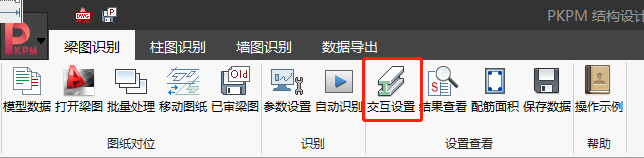 DWG
PKPM 结构设计
PKPM
梁图识别 柱图识别 墙图识别 数据导出
Old
模型数据 打开梁图 批量处理 移动图纸 已审梁图 参数设置 自动识别 交互设置 结果查看 配筋面积 保存数据 操作示例
图纸对位 识别 设置查看 帮助